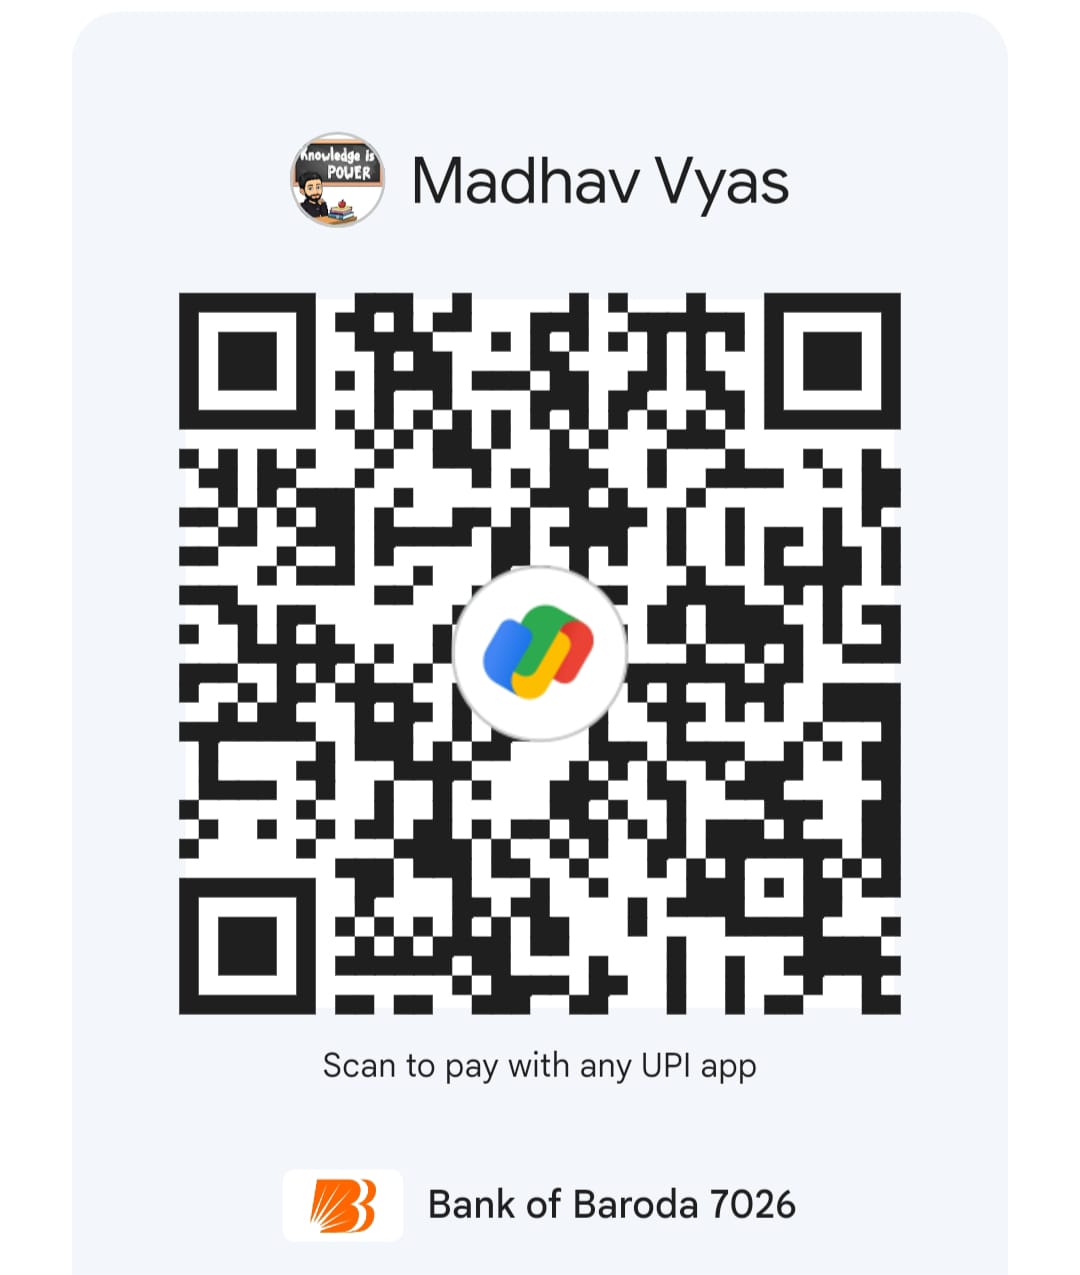 Knowledge is
POWER
Madhav Vyas
Scan to pay with any UPI app
Bank of Baroda 7026